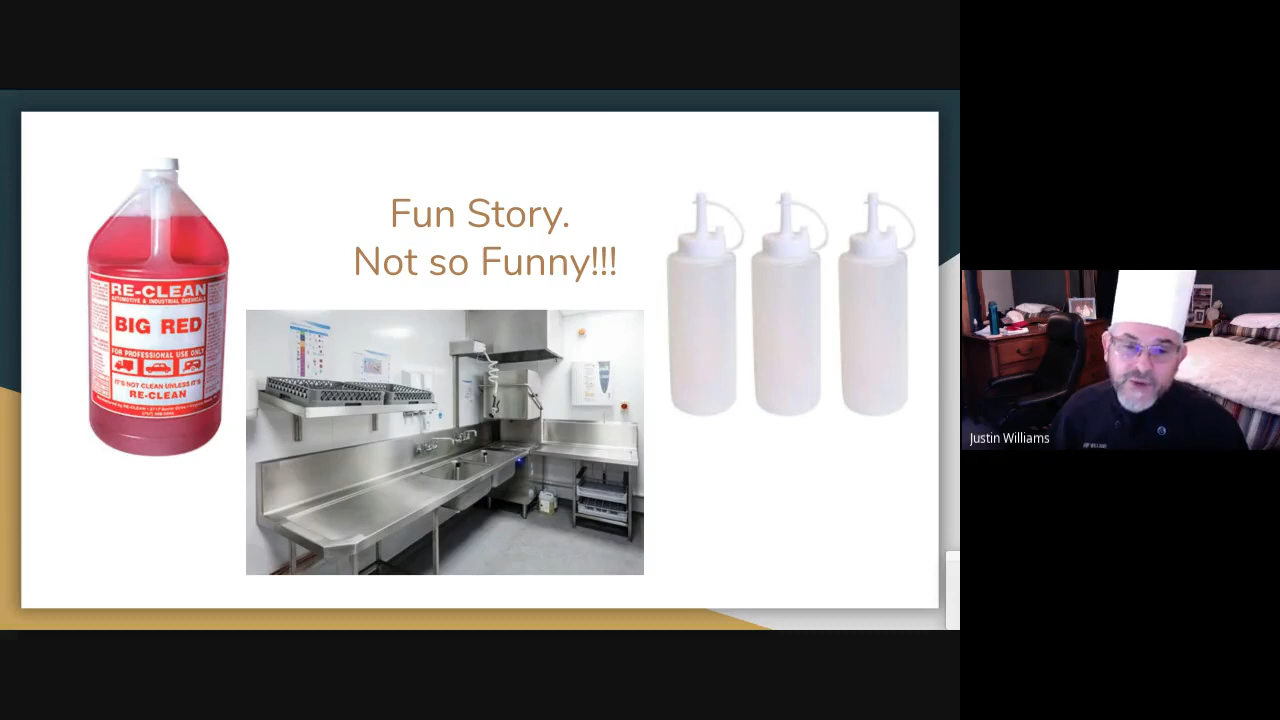 Fun Story.
Not so Funny!!!
RE-CLEAN
AUTOMOTIVE & INDUSTRIAL CHEMICALS
BIG RED
FOR PROFESSIONAL USE ONLY
IT'S NOT CLEAN UNLESS IT'S
RE-CLEAN
Justin Williams